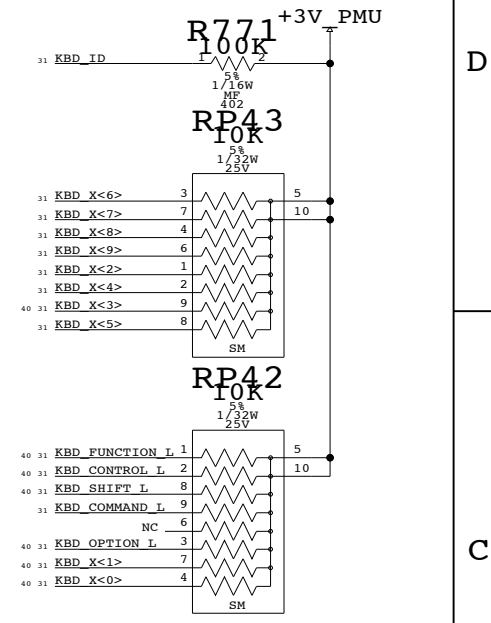 +3V_PMU
R771
100K
31 KBD_ID 1 2
5%
1/16W
MF
402
D
RP43
10K
5%
1/32W
25V
31 KBD_X<6> 3 5
31 KBD_X<7> 7 10
31 KBD_X<8> 4
31 KBD_X<9> 6
31 KBD_X<2> 1
31 KBD_X<4> 2
40 31 KBD_X<3> 9
31 KBD_X<5> 8
SM
RP42
10K
5%
1/32W
25V
40 31 KBD_FUNCTION_L 1 5
40 31 KBD_CONTROL_L 2 10
40 31 KBD_SHIFT_L 8
31 KBD_COMMAND_L 9
NC 6
40 31 KBD_OPTION_L 3
C
40 31 KBD_X<1> 7
40 31 KBD_X<0> 4
SM